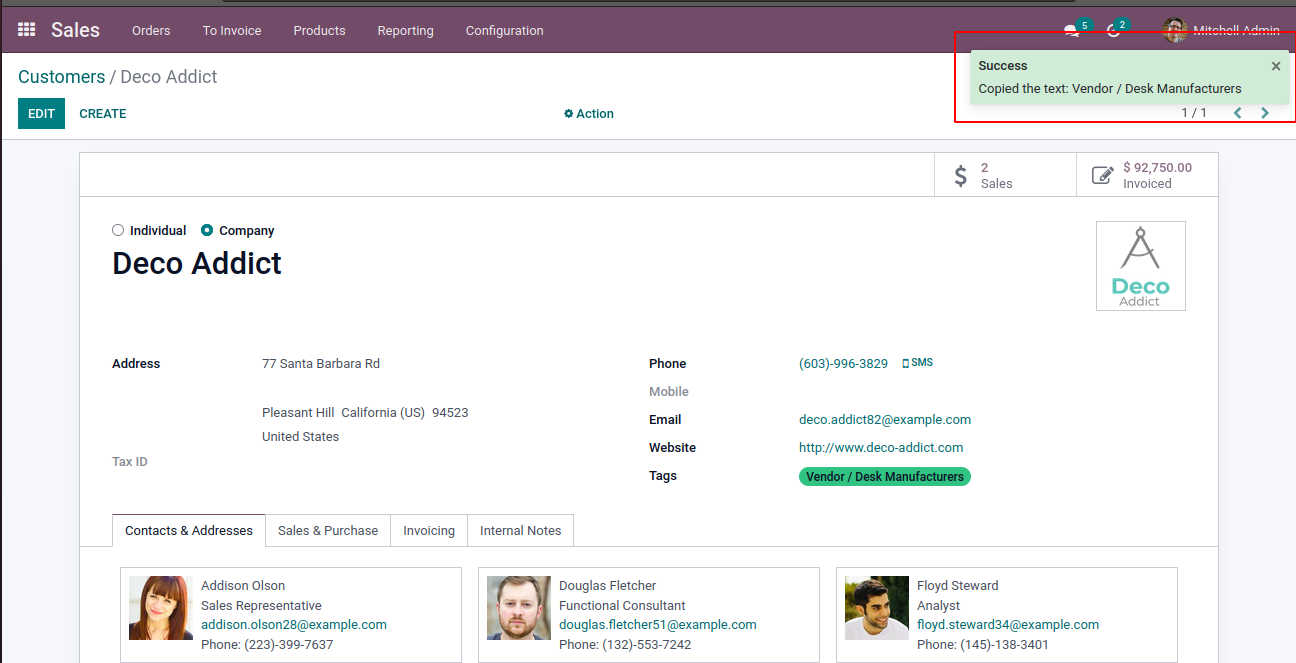 Sales Orders To Invoice Products Reporting Configuration 5 2 Mitchell Admin
Customers / Deco Addict
Success
Copied the text: Vendor / Desk Manufacturers
EDIT CREATE Action 1 / 1
2
Sales
$ 92,750.00
Invoiced
Individual Company
Deco Addict
Deco
Addict
Address 77 Santa Barbara Rd
Pleasant Hill California (US) 94523
United States
Tax ID
Phone (603)-996-3829 SMS
Mobile
Email deco.addict82@example.com
Website http://www.deco-addict.com
Tags Vendor / Desk Manufacturers
Contacts & Addresses Sales & Purchase Invoicing Internal Notes
Addison Olson
Sales Representative
addison.olson28@example.com
Phone: (223)-399-7637
Douglas Fletcher
Functional Consultant
douglas.fletcher51@example.com
Phone: (132)-553-7242
Floyd Steward
Analyst
floyd.steward34@example.com
Phone: (145)-138-3401